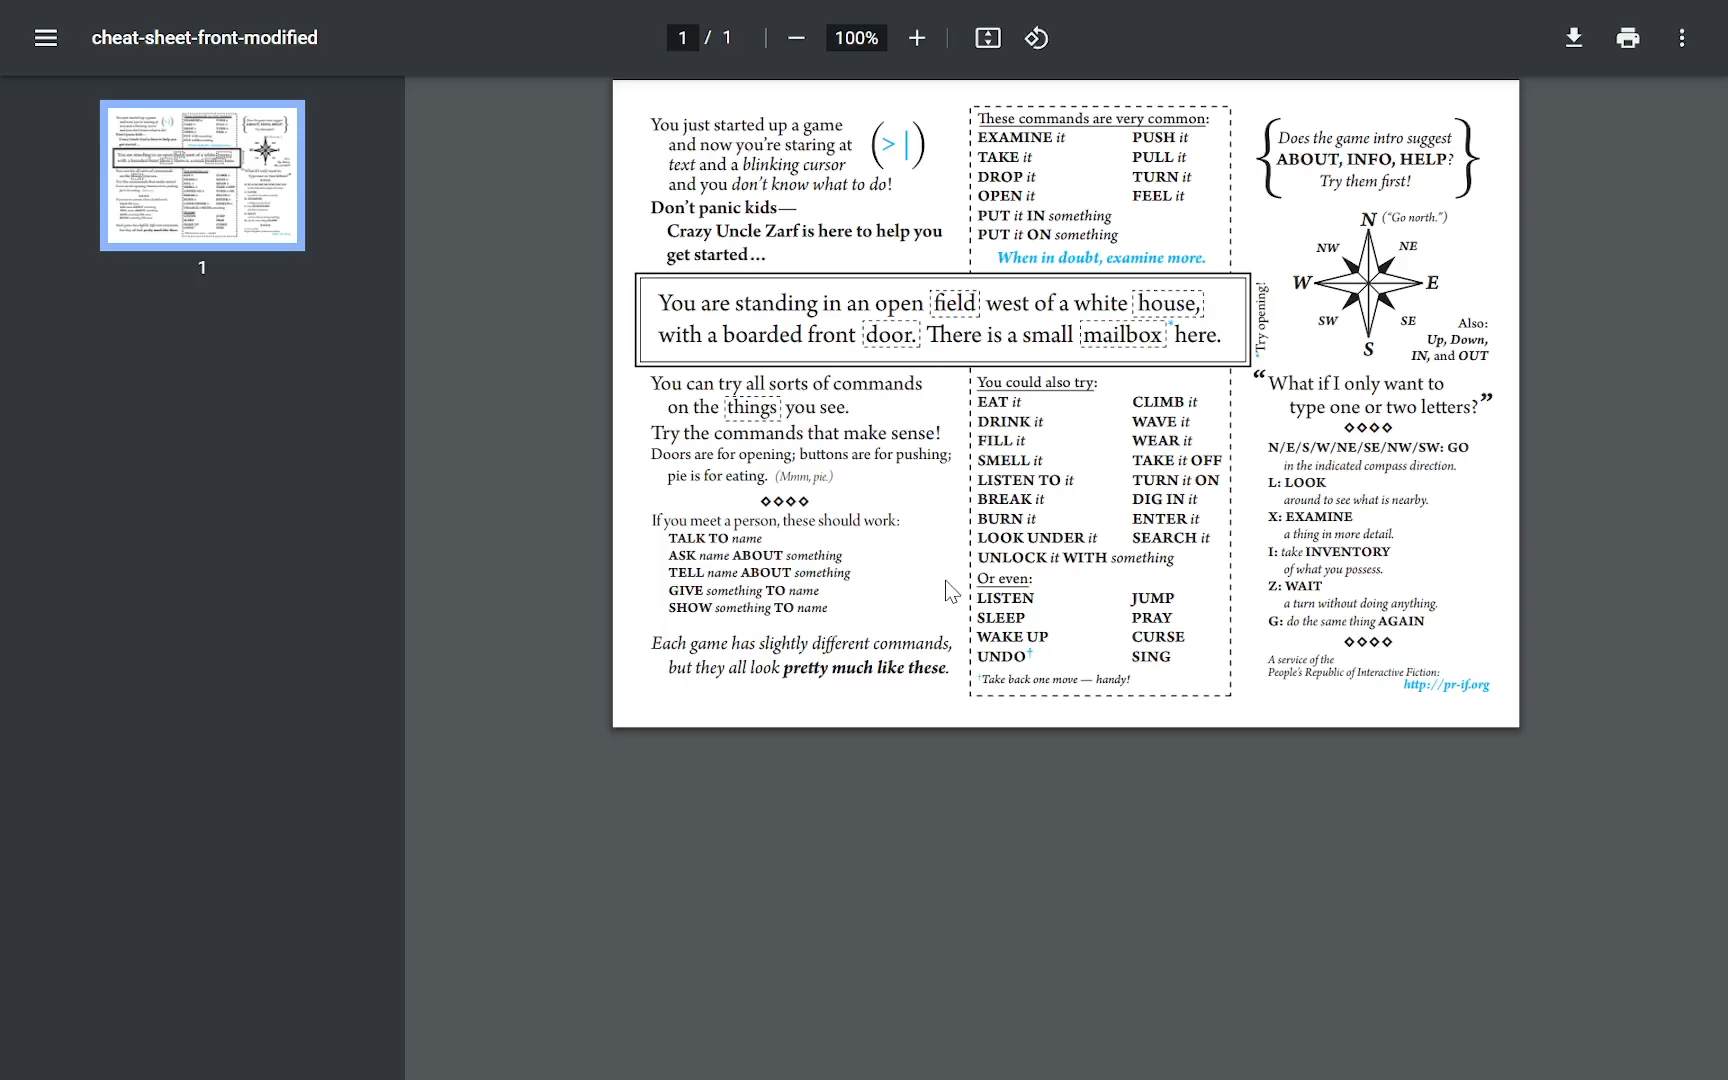 cheat-sheet-front-modified
1 / 1
100%
1
You just started up a game
and now you're staring at
text and a blinking cursor
and you don't know what to do!
(>|)
Don't panic kids—
Crazy Uncle Zarf is here to help you
get started…
These commands are very common:
EXAMINE it PUSH it
TAKE it PULL it
DROP it TURN it
OPEN it FEEL it
PUT it IN something
PUT it ON something
When in doubt, examine more.
Does the game intro suggest
ABOUT, INFO, HELP?
Try them first!
N ("Go north.")
NW NE
W E
SW SE
S
Also:
Up, Down,
IN, and OUT
You are standing in an open field west of a white house,
with a boarded front door. There is a small mailbox* here.
*Try opening!
You can try all sorts of commands
on the things you see.
Try the commands that make sense!
Doors are for opening; buttons are for pushing;
pie is for eating. (Mmm, pie.)
If you meet a person, these should work:
TALK TO name
ASK name ABOUT something
TELL name ABOUT something
GIVE something TO name
SHOW something TO name
Each game has slightly different commands,
but they all look pretty much like these.
You could also try:
EAT it CLIMB it
DRINK it WAVE it
FILL it WEAR it
SMELL it TAKE it OFF
LISTEN TO it TURN it ON
BREAK it DIG IN it
BURN it ENTER it
LOOK UNDER it SEARCH it
UNLOCK it WITH something
Or even:
LISTEN JUMP
SLEEP PRAY
WAKE UP CURSE
UNDO† SING
†Take back one move — handy!
"What if I only want to
type one or two letters?"
N/E/S/W/NE/SE/NW/SW: GO
in the indicated compass direction.
L: LOOK
around to see what is nearby.
X: EXAMINE
a thing in more detail.
I: take INVENTORY
of what you possess.
Z: WAIT
a turn without doing anything.
G: do the same thing AGAIN
A service of the
People's Republic of Interactive Fiction:
http://pr-if.org